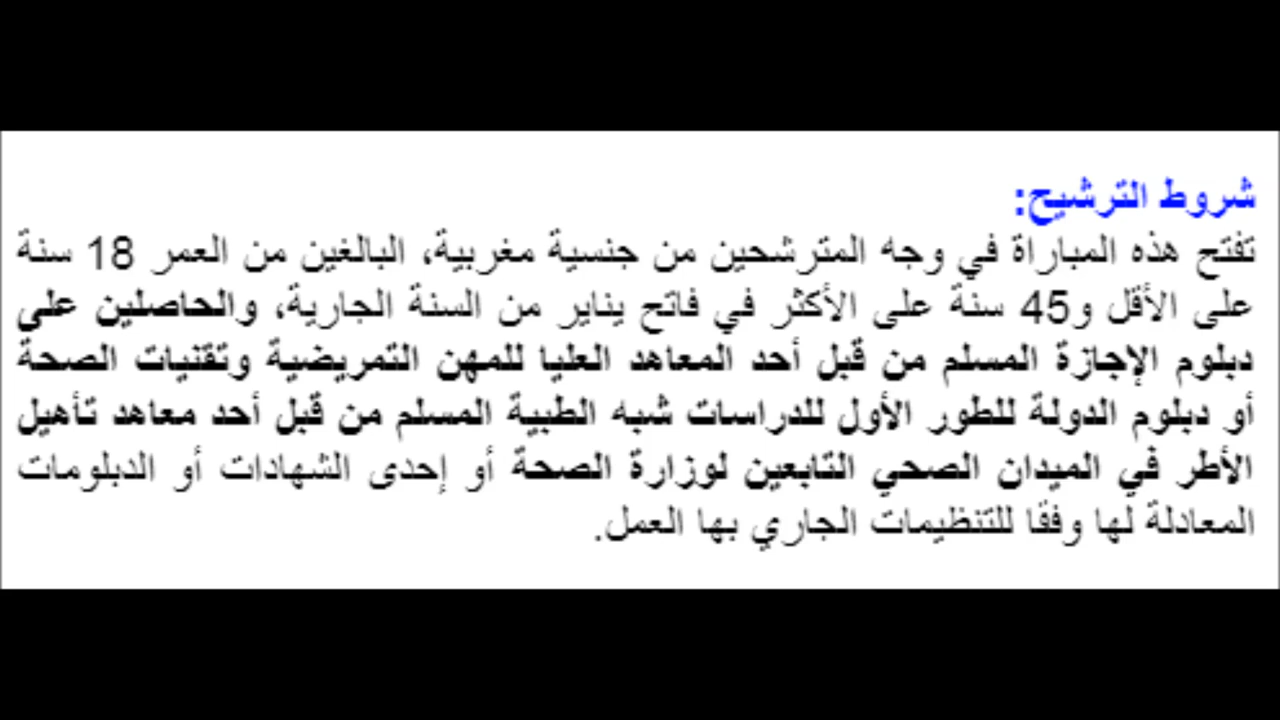 شروط الترشيح:
تفتح هذه المباراة في وجه المترشحين من جنسية مغربية، البالغين من العمر 18 سنة
على الأقل و45 سنة على الأكثر في فاتح يناير من السنة الجارية، والحاصلين على
دبلوم الإجازة المسلم من قبل أحد المعاهد العليا للمهن التمريضية وتقنيات الصحة
أو دبلوم الدولة للطور الأول للدراسات شبه الطبية المسلم من قبل أحد معاهد تأهيل
الأطر في الميدان الصحي التابعين لوزارة الصحة أو إحدى الشهادات أو الدبلومات
المعادلة لها وفقا للتنظيمات الجاري بها العمل.